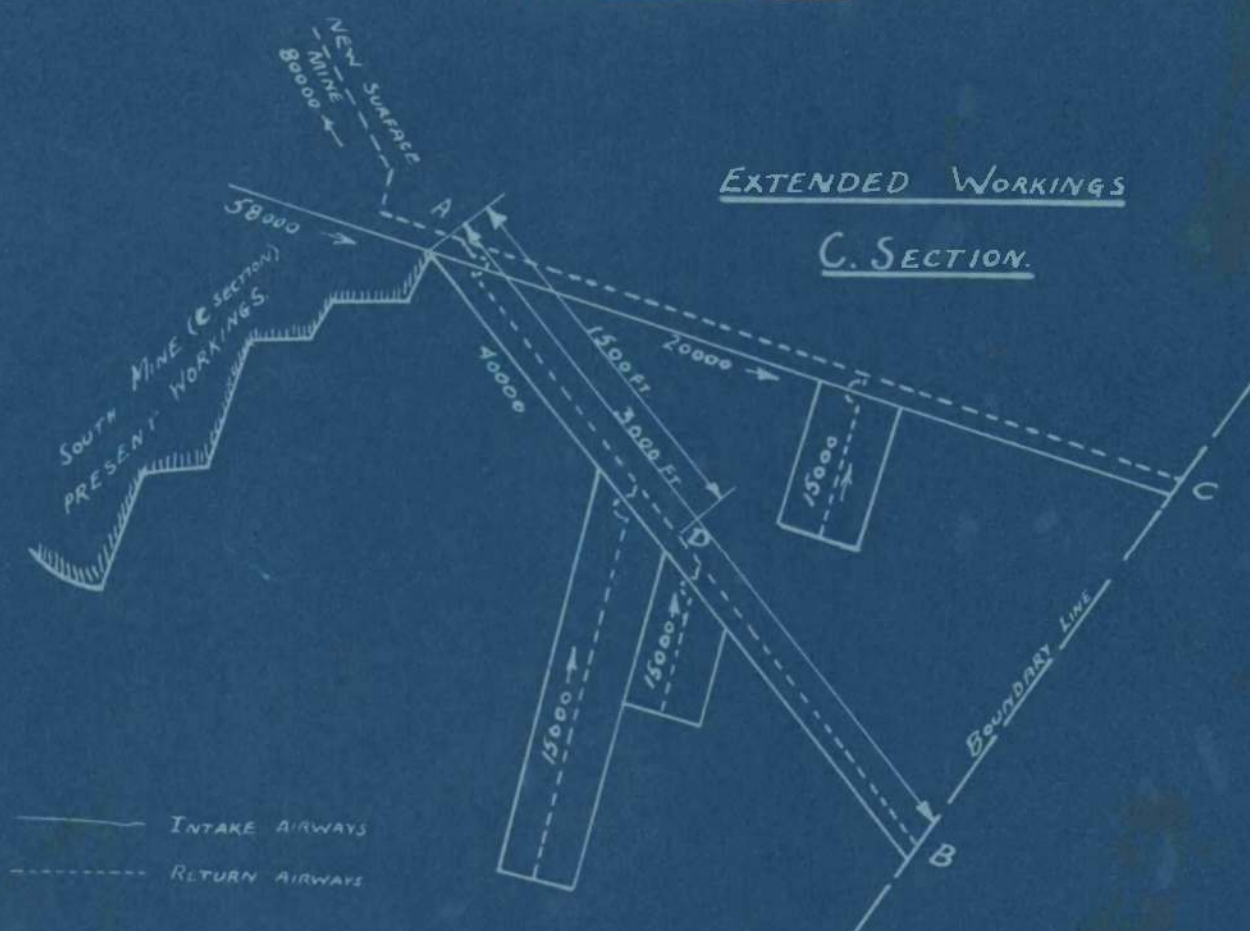 NEW SURFACE
MINE
80000
EXTENDED WORKINGS
C. SECTION.
58000
A
SOUTH MINE (C SECTION)
PRESENT WORKINGS.
40000
1500 FT
3000 FT
20000
15000
C
D
15000
15000
BOUNDARY LINE
B
INTAKE AIRWAYS
RETURN AIRWAYS